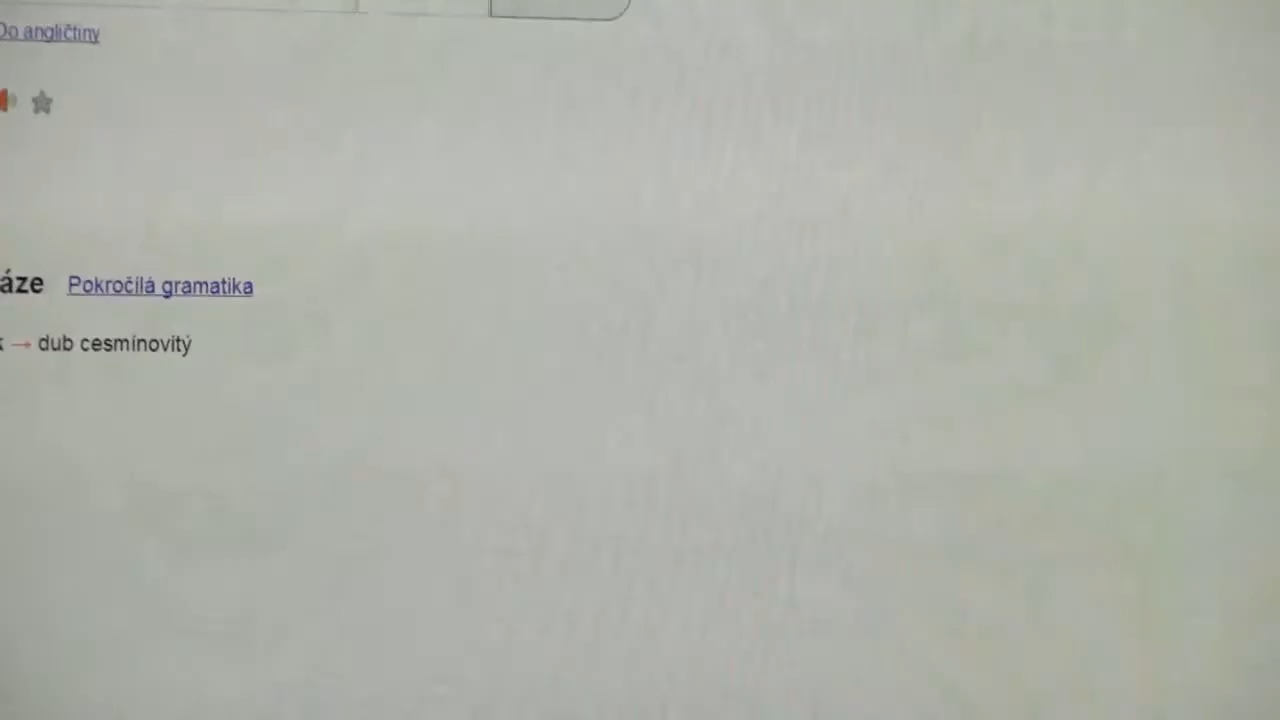 Do angličtiny
áze Pokročilá gramatika
→ dub cesmínovitý